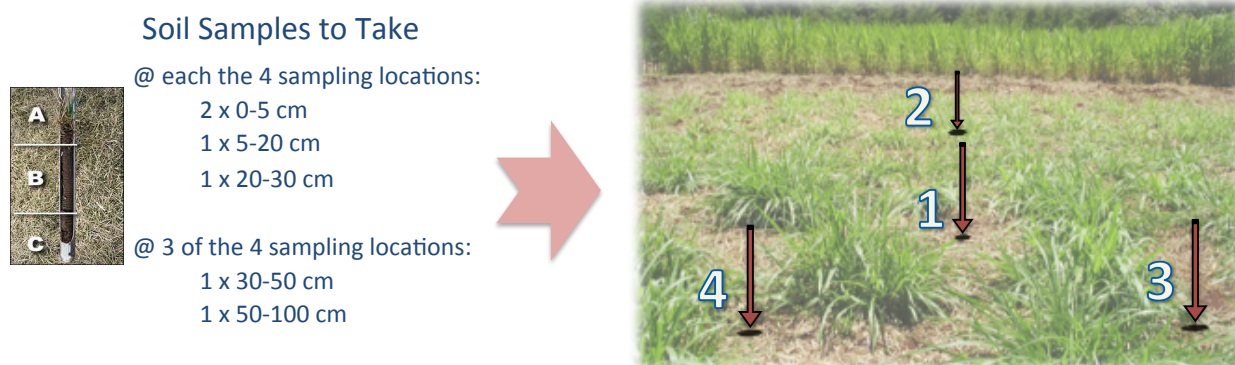 Soil Samples to Take
@ each the 4 sampling locations:
2 x 0-5 cm
1 x 5-20 cm
1 x 20-30 cm
@ 3 of the 4 sampling locations:
1 x 30-50 cm
1 x 50-100 cm
A
B
C
2
1
4
3